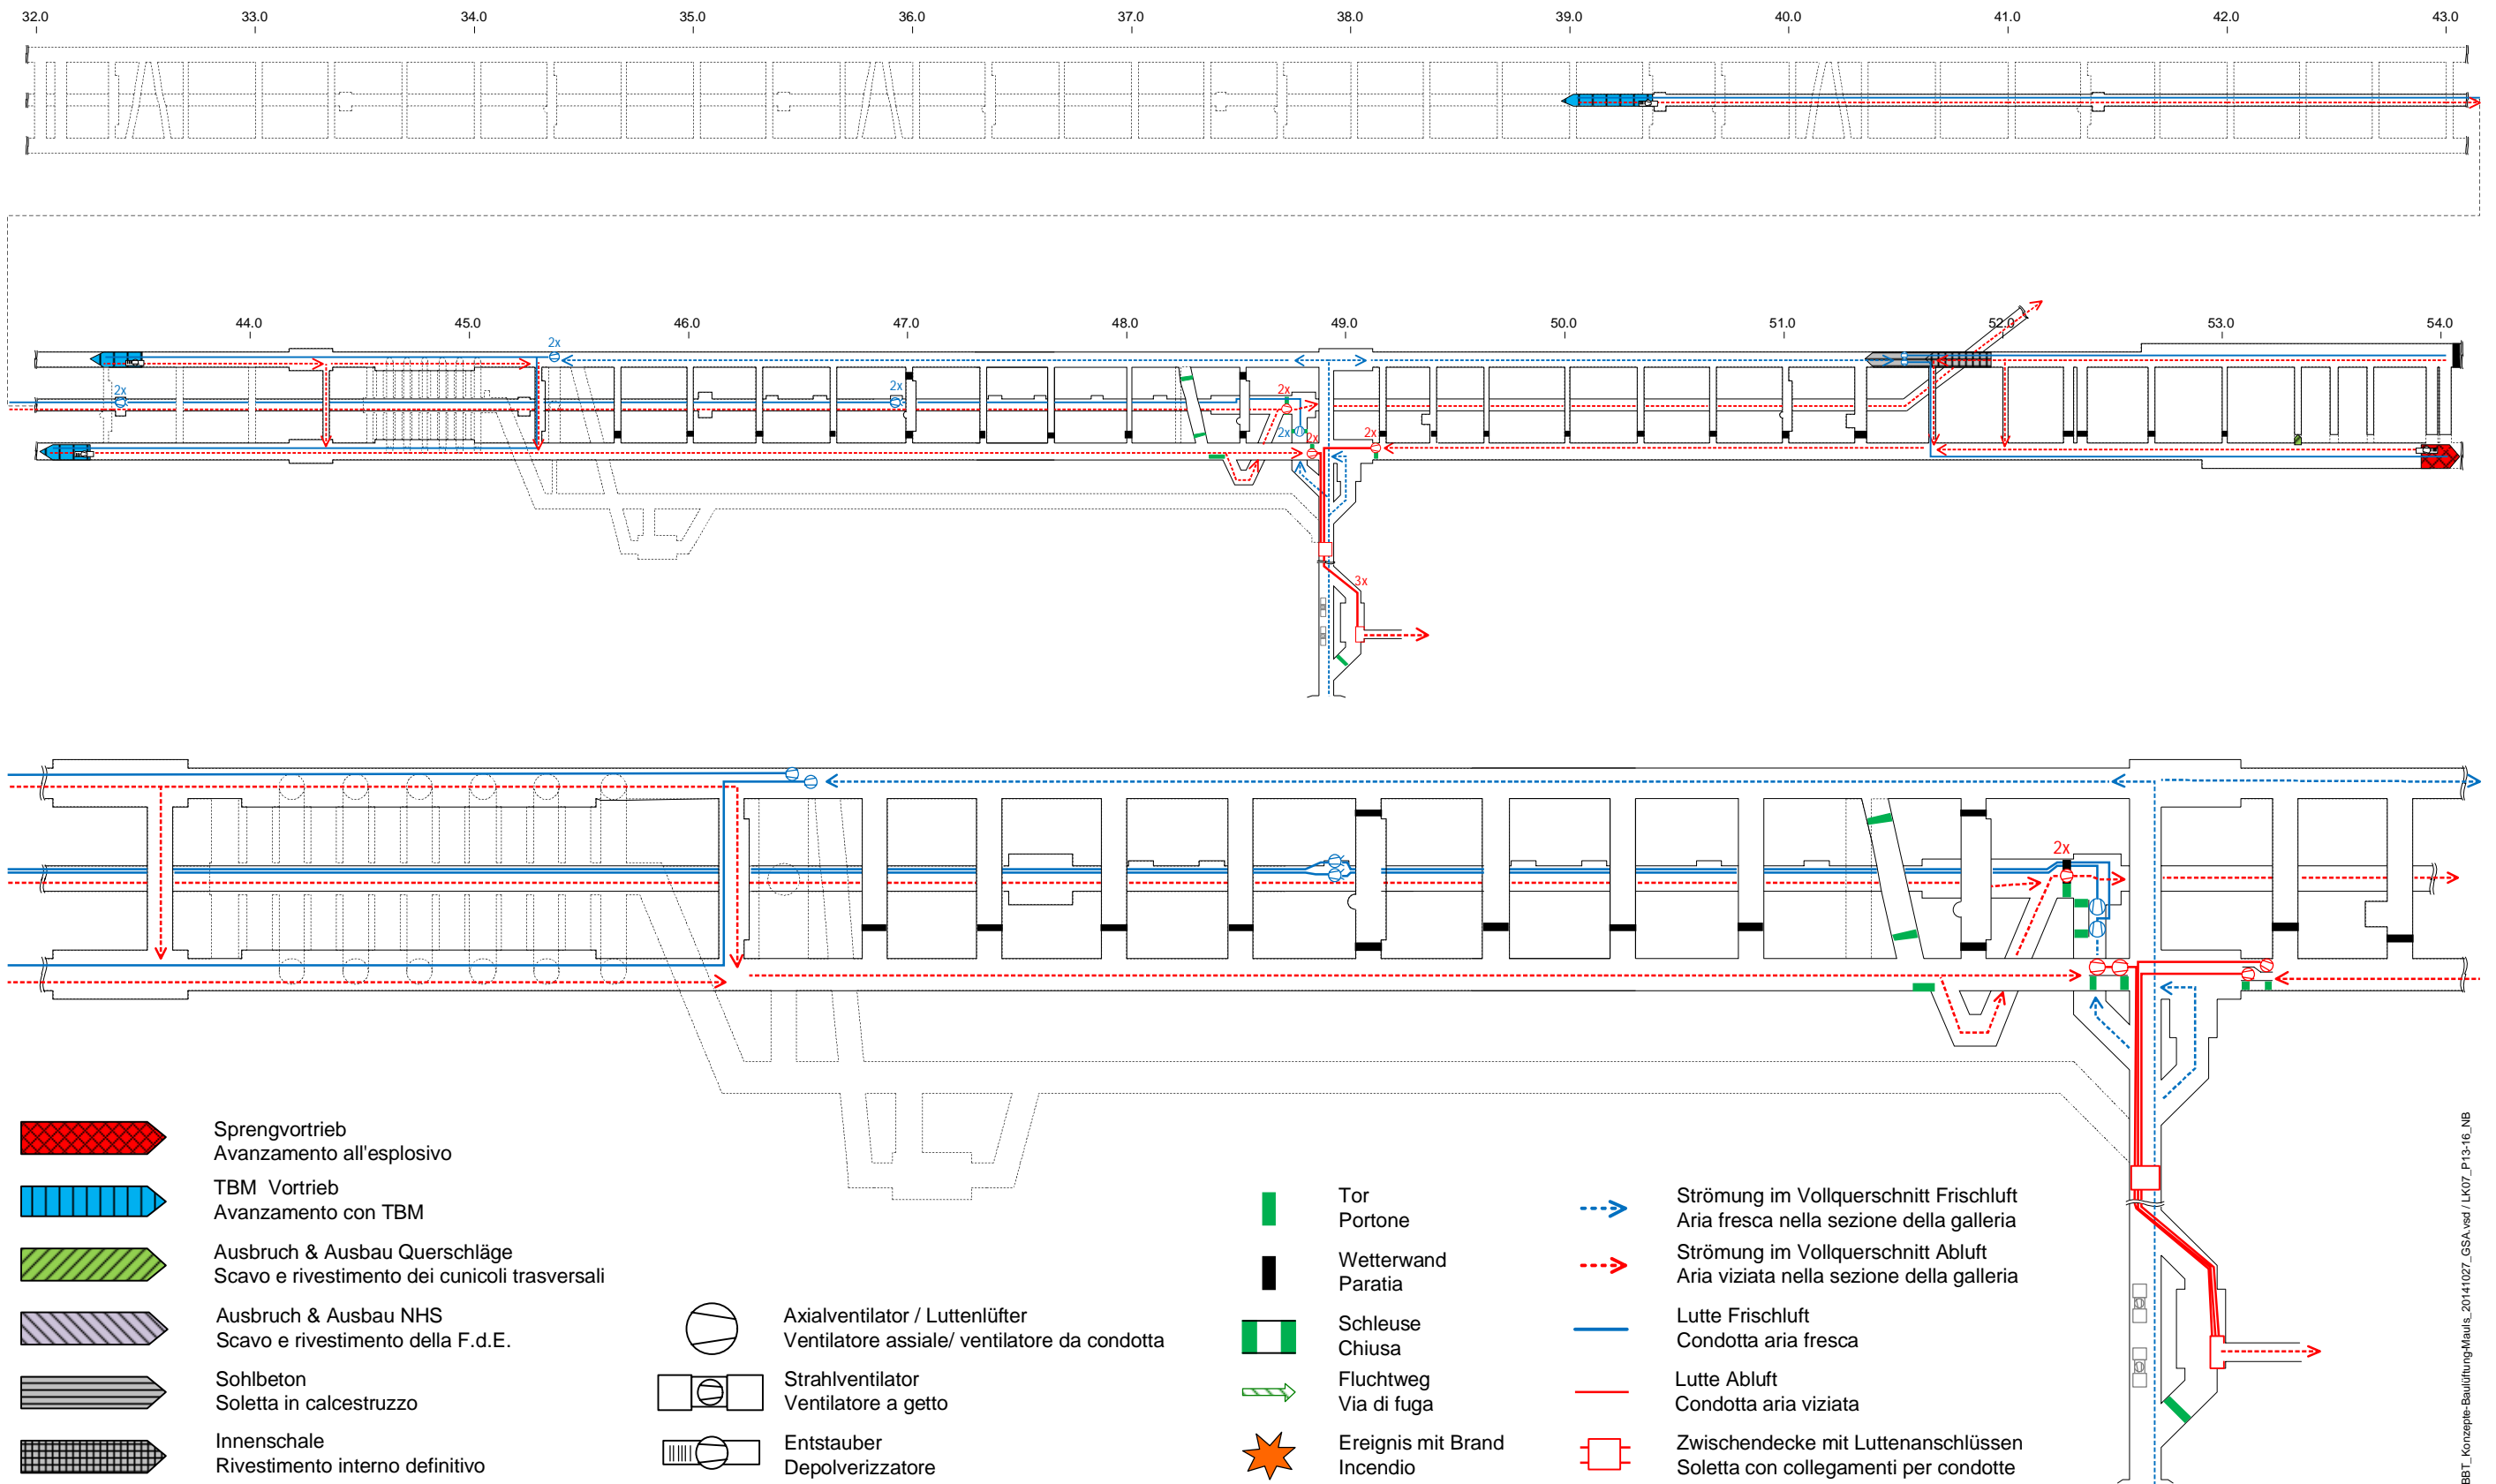 32.0 33.0 34.0 35.0 36.0 37.0 38.0 39.0 40.0 41.0 42.0 43.0
44.0 45.0 46.0 47.0 48.0 49.0 50.0 51.0 52.0 53.0 54.0
2x
2x
2x
2x
2x
2x
2x
3x
2x
Sprengvortrieb
Avanzamento all'esplosivo
TBM Vortrieb
Avanzamento con TBM
Ausbruch & Ausbau Querschläge
Scavo e rivestimento dei cunicoli trasversali
Ausbruch & Ausbau NHS
Scavo e rivestimento della F.d.E.
Sohlbeton
Soletta in calcestruzzo
Innenschale
Rivestimento interno definitivo
Axialventilator / Luttenlüfter
Ventilatore assiale/ ventilatore da condotta
Strahlventilator
Ventilatore a getto
Entstauber
Depolverizzatore
Tor
Portone
Wetterwand
Paratia
Schleuse
Chiusa
Fluchtweg
Via di fuga
Ereignis mit Brand
Incendio
Strömung im Vollquerschnitt Frischluft
Aria fresca nella sezione della galleria
Strömung im Vollquerschnitt Abluft
Aria viziata nella sezione della galleria
Lutte Frischluft
Condotta aria fresca
Lutte Abluft
Condotta aria viziata
Zwischendecke mit Luttenanschlüssen
Soletta con collegamenti per condotte
BBT_Konzepte-Baulüftung-Mauls_20141027_GSA.vsd / LK07_P13-16_NB